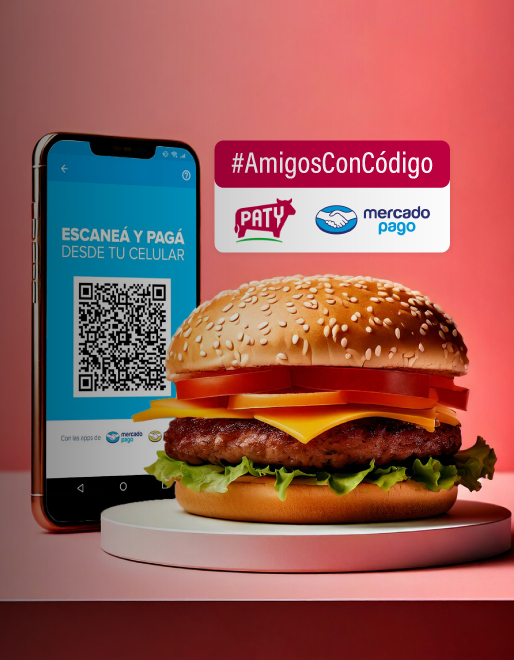 #AmigosConCódigo
PATY
mercado
pago
ESCANEÁ Y PAGÁ
DESDE TU CELULAR
Con las apps de
mercado
pago